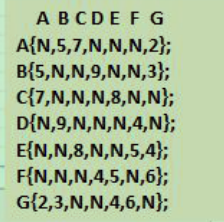 A B C D E F G
A{N,5,7,N,N,N,2};
B{5,N,N,9,N,N,3};
C{7,N,N,N,8,N,N};
D{N,9,N,N,N,4,N};
E{N,N,8,N,N,5,4};
F{N,N,N,4,5,N,6};
G{2,3,N,N,4,6,N};